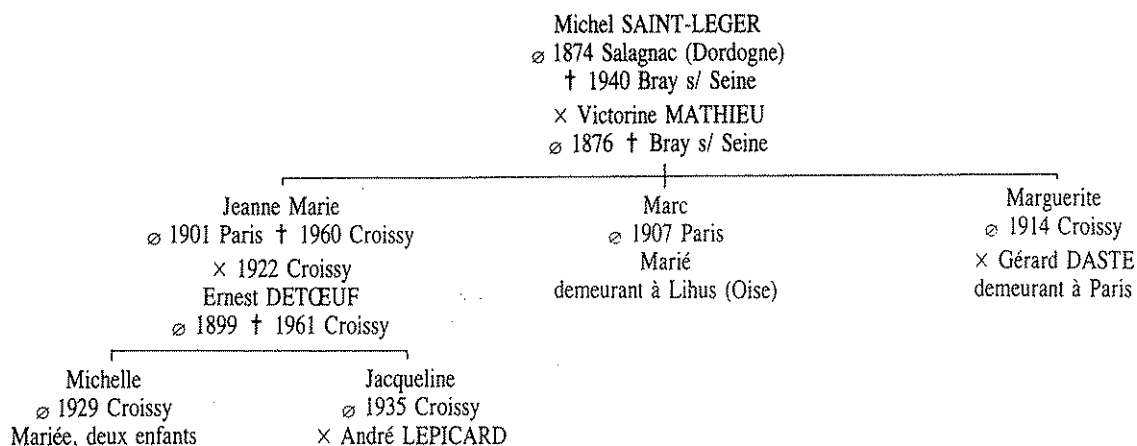 Michel SAINT-LEGER
⌀ 1874 Salagnac (Dordogne)
† 1940 Bray s/ Seine
× Victorine MATHIEU
⌀ 1876 † Bray s/ Seine
Jeanne Marie
⌀ 1901 Paris † 1960 Croissy
× 1922 Croissy
Ernest DETŒUF
⌀ 1899 † 1961 Croissy
Marc
⌀ 1907 Paris
Marié
demeurant à Lihus (Oise)
Marguerite
⌀ 1914 Croissy
× Gérard DASTE
demeurant à Paris
Michelle
⌀ 1929 Croissy
Mariée, deux enfants
Jacqueline
⌀ 1935 Croissy
× André LEPICARD